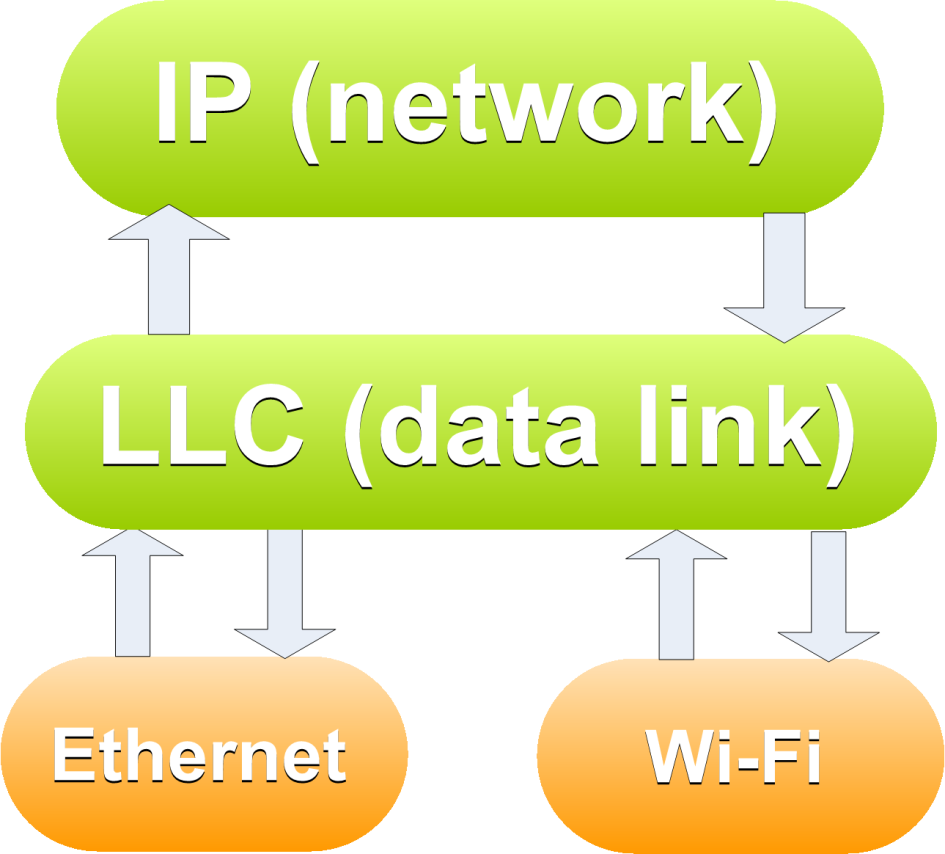 IP (network)
LLC (data link)
Ethernet
Wi-Fi